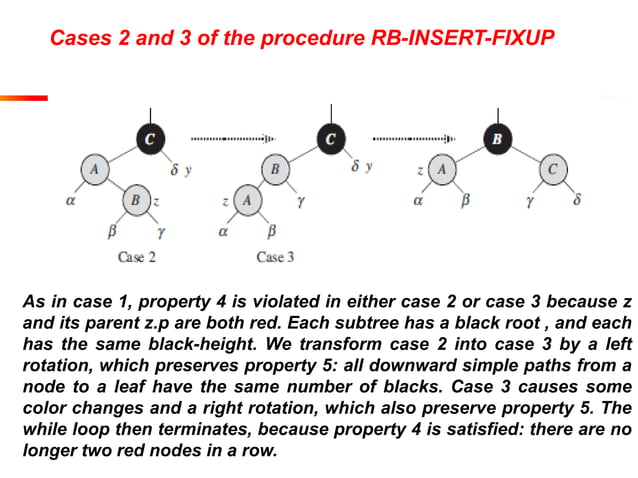 Cases 2 and 3 of the procedure RB-INSERT-FIXUP
C C B
A δ y B δ y z A C
α B z z A γ α β γ δ
β γ α β
Case 2 Case 3
As in case 1, property 4 is violated in either case 2 or case 3 because z
and its parent z.p are both red. Each subtree has a black root , and each
has the same black-height. We transform case 2 into case 3 by a left
rotation, which preserves property 5: all downward simple paths from a
node to a leaf have the same number of blacks. Case 3 causes some
color changes and a right rotation, which also preserve property 5. The
while loop then terminates, because property 4 is satisfied: there are no
longer two red nodes in a row.